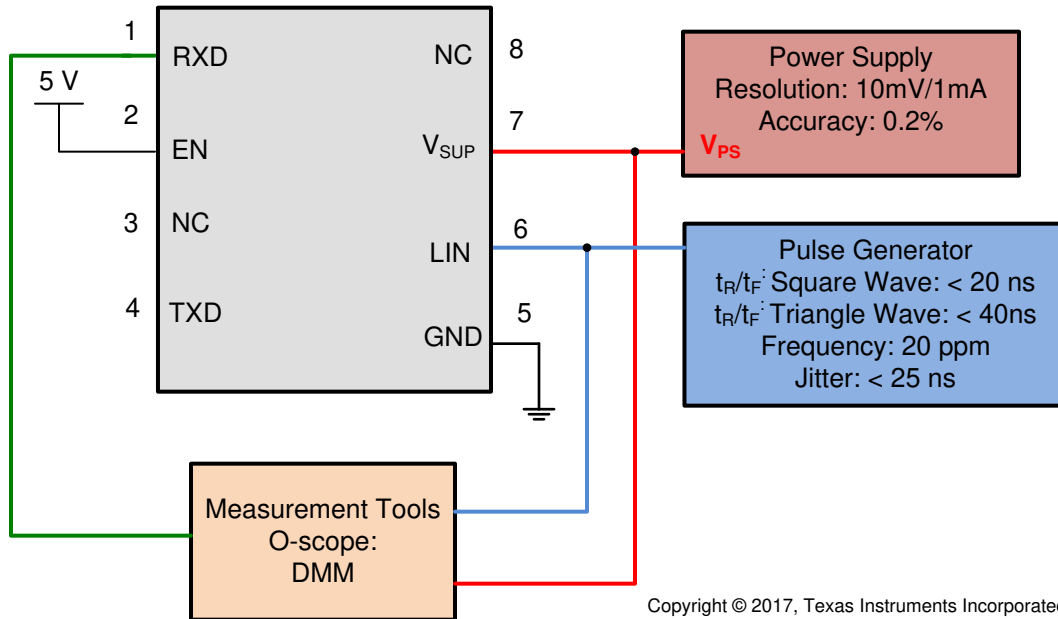 1
RXD
NC
8
5 V
2
EN
7
VSUP
3
NC
6
LIN
4
TXD
5
GND
Power Supply
Resolution: 10mV/1mA
Accuracy: 0.2%
VPS
Pulse Generator
tR/tF: Square Wave: < 20 ns
tR/tF: Triangle Wave: < 40ns
Frequency: 20 ppm
Jitter: < 25 ns
Measurement Tools
O-scope:
DMM
Copyright © 2017, Texas Instruments Incorporated